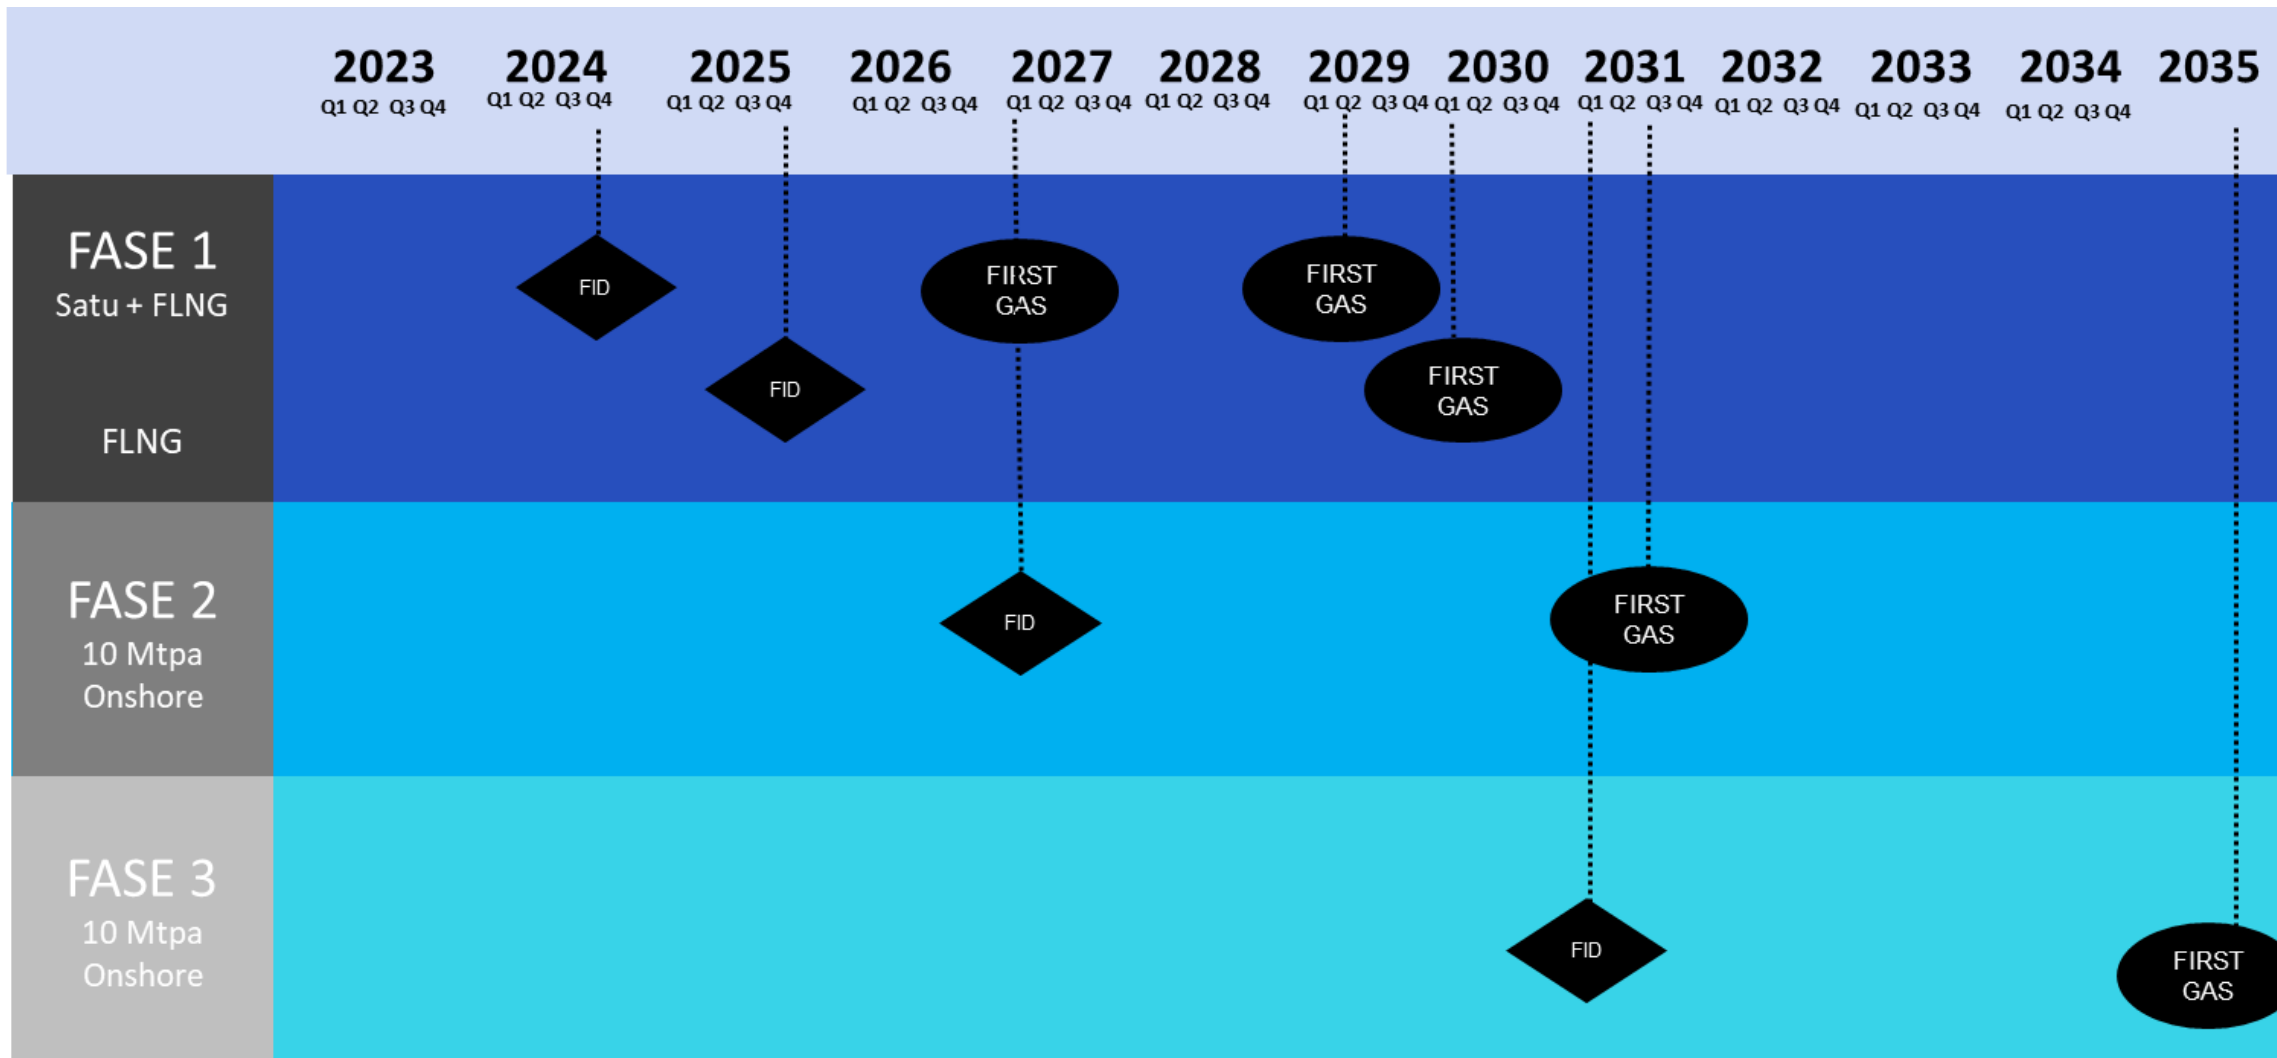 2023 2024 2025 2026 2027 2028 2029 2030 2031 2032 2033 2034 2035
Q1 Q2 Q3 Q4 Q1 Q2 Q3 Q4 Q1 Q2 Q3 Q4 Q1 Q2 Q3 Q4 Q1 Q2 Q3 Q4 Q1 Q2 Q3 Q4 Q1 Q2 Q3 Q4 Q1 Q2 Q3 Q4 Q1 Q2 Q3 Q4 Q1 Q2 Q3 Q4 Q1 Q2 Q3 Q4 Q1 Q2 Q3 Q4
FASE 1
Satu + FLNG
FID
FIRST
GAS
FIRST
GAS
FLNG
FID
FIRST
GAS
FASE 2
10 Mtpa
Onshore
FID
FIRST
GAS
FASE 3
10 Mtpa
Onshore
FID
FIRST
GAS